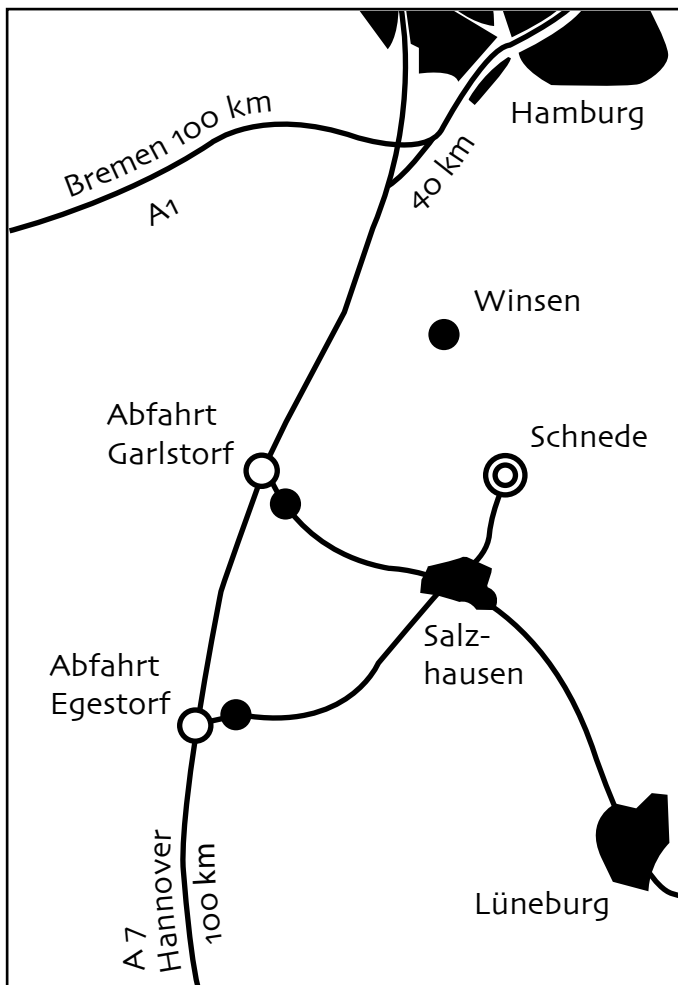 Hamburg
Bremen 100 km
A1
40 km
Winsen
Abfahrt
Garlstorf
Schnede
Salz-
hausen
Abfahrt
Egestorf
A 7
Hannover
100 km
Lüneburg